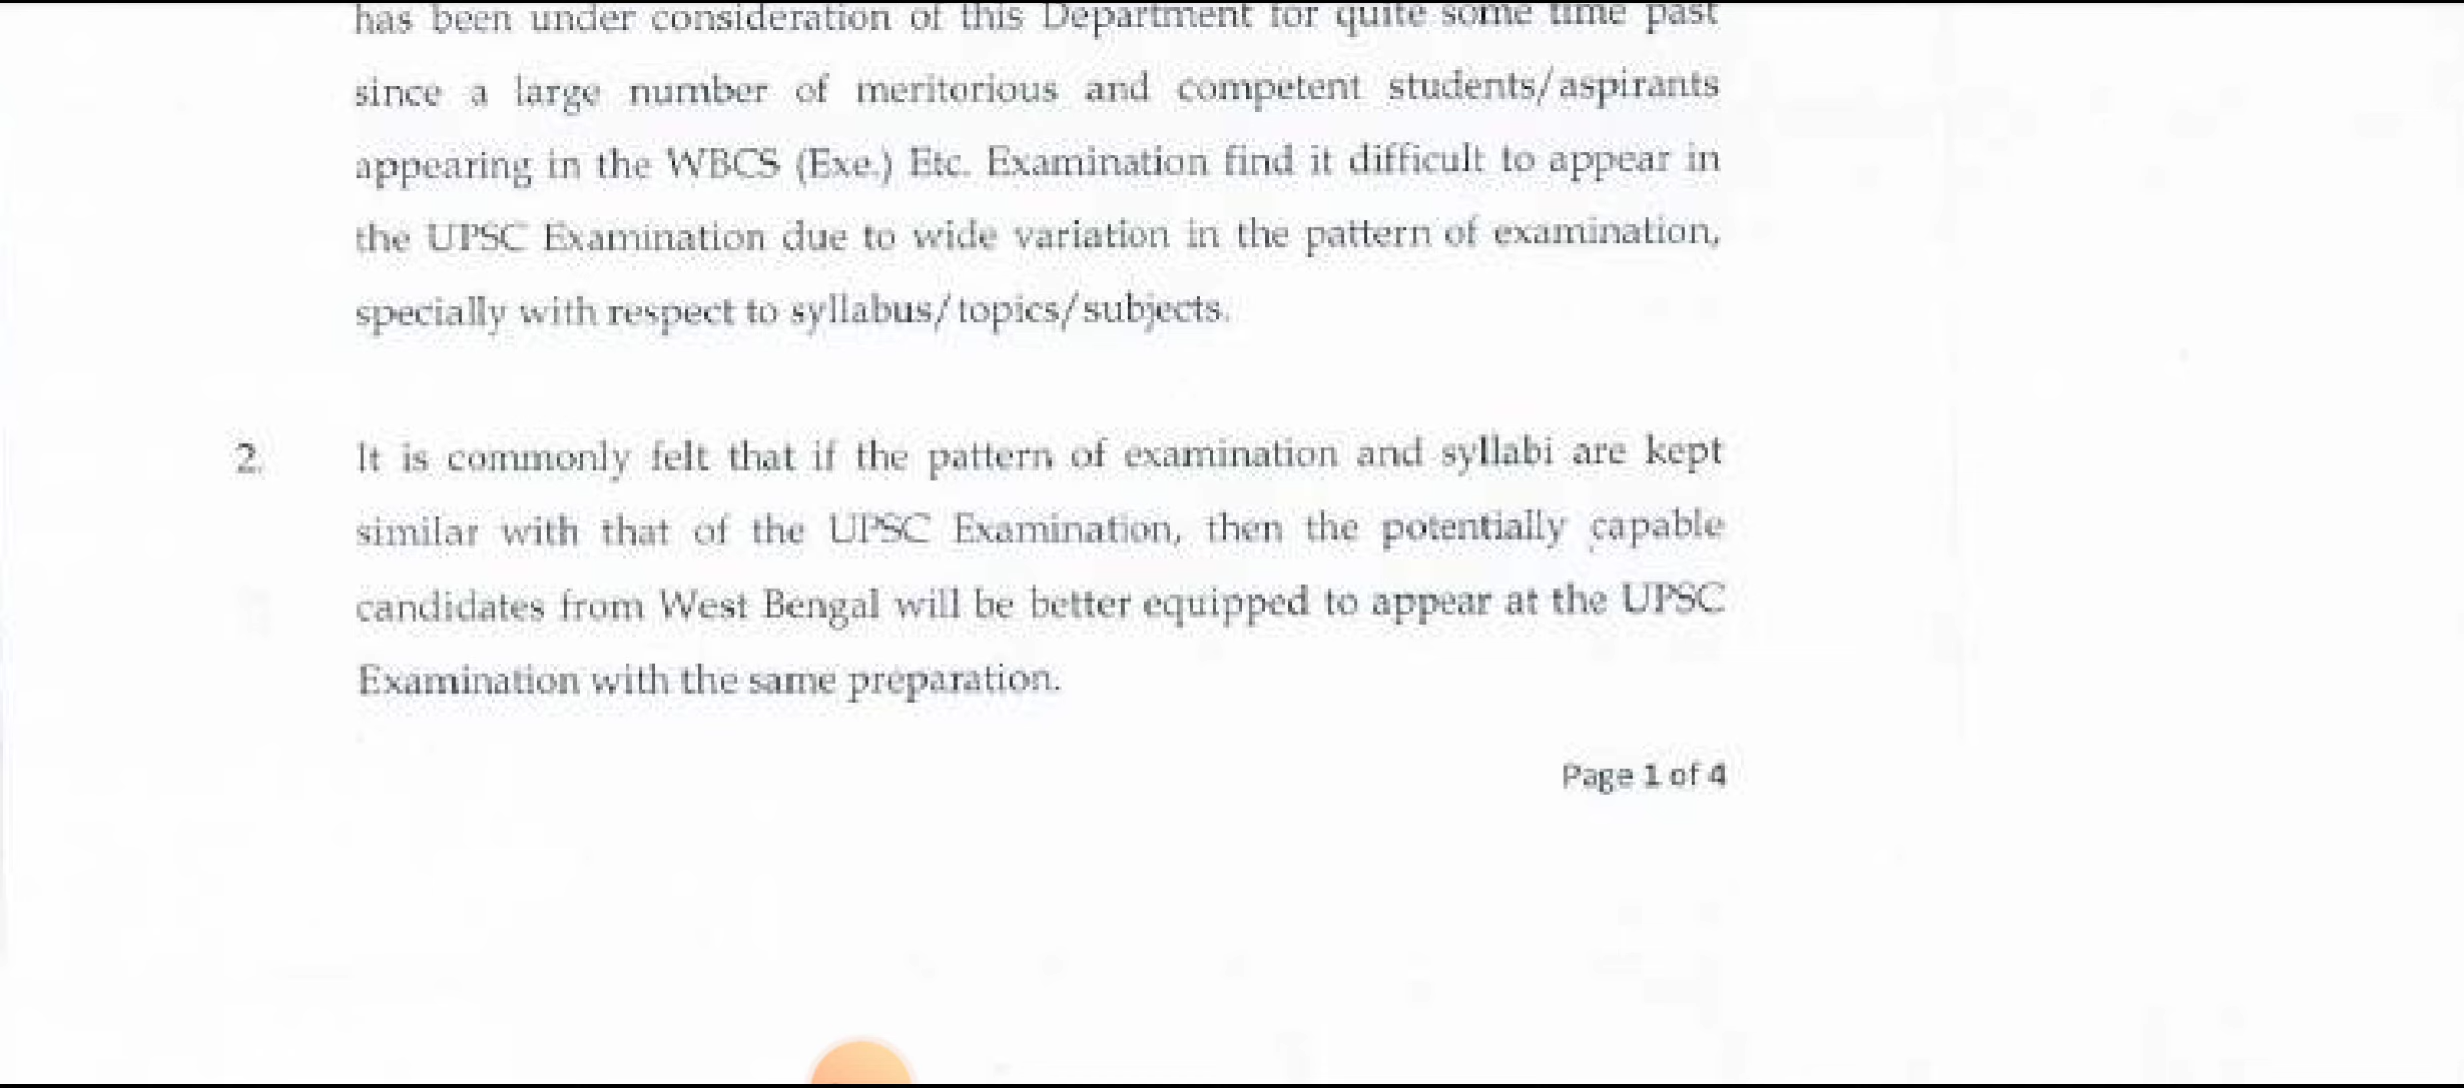 has been under consideration of this Department for quite some time past
since a large number of meritorious and competent students/aspirants
appearing in the WBCS (Exe.) Etc. Examination find it difficult to appear in
the UPSC Examination due to wide variation in the pattern of examination,
specially with respect to syllabus/topics/subjects.
2. It is commonly felt that if the pattern of examination and syllabi are kept
similar with that of the UPSC Examination, then the potentially capable
candidates from West Bengal will be better equipped to appear at the UPSC
Examination with the same preparation.
Page 1 of 4